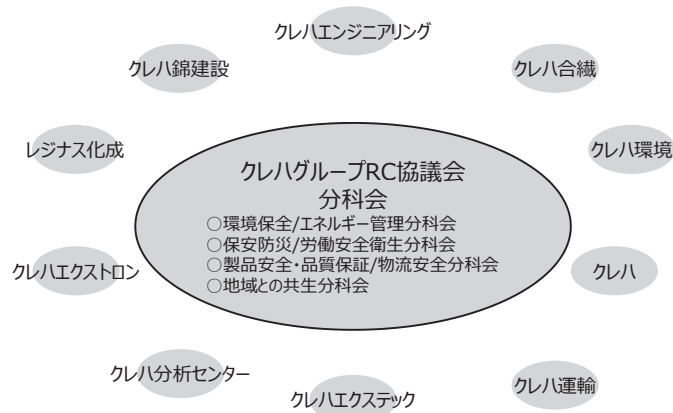 クレハエンジニアリング
クレハ錦建設
クレハ合繊
レジナス化成
クレハ環境
クレハグループRC協議会
分科会
○環境保全/エネルギー管理分科会
○保安防災/労働安全衛生分科会
○製品安全・品質保証/物流安全分科会
○地域との共生分科会
クレハエクストロン
クレハ
クレハ分析センター
クレハエクステック
クレハ運輸